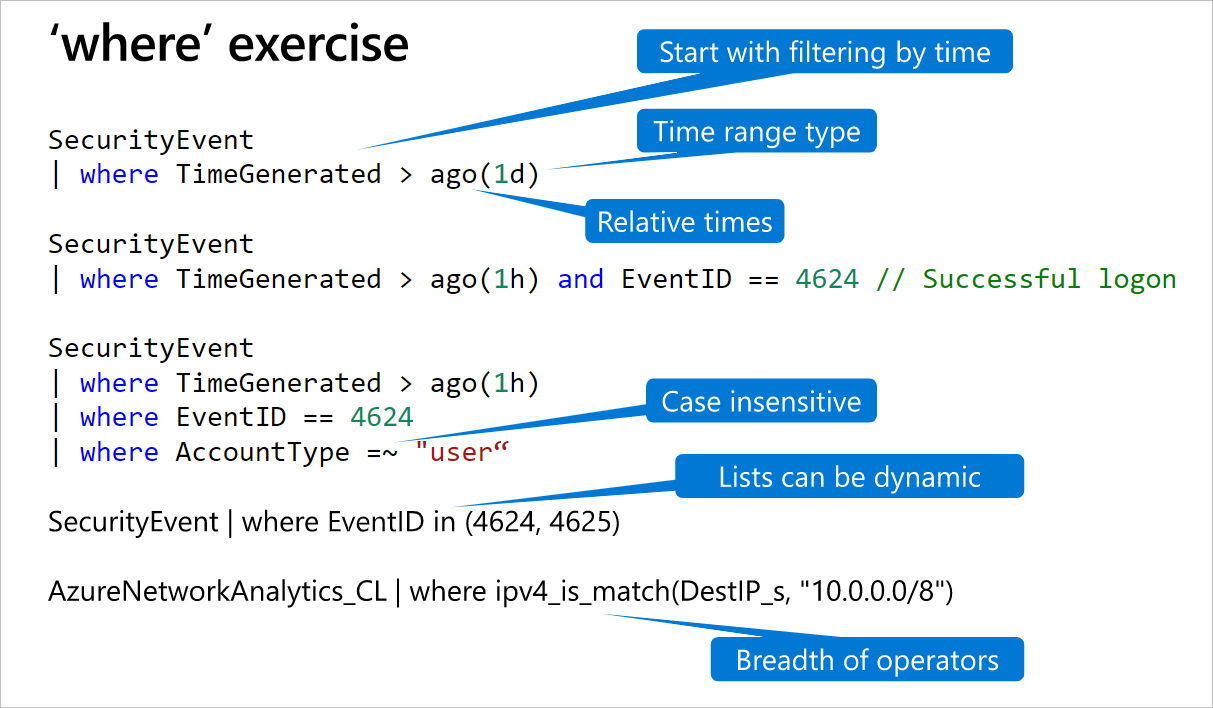 ‘where’ exercise
Start with filtering by time
SecurityEvent
Time range type
| where TimeGenerated > ago(1d)
Relative times
SecurityEvent
| where TimeGenerated > ago(1h) and EventID == 4624 // Successful logon
SecurityEvent
| where TimeGenerated > ago(1h)
Case insensitive
| where EventID == 4624
| where AccountType =~ "user“
Lists can be dynamic
SecurityEvent | where EventID in (4624, 4625)
AzureNetworkAnalytics_CL | where ipv4_is_match(DestIP_s, "10.0.0.0/8")
Breadth of operators